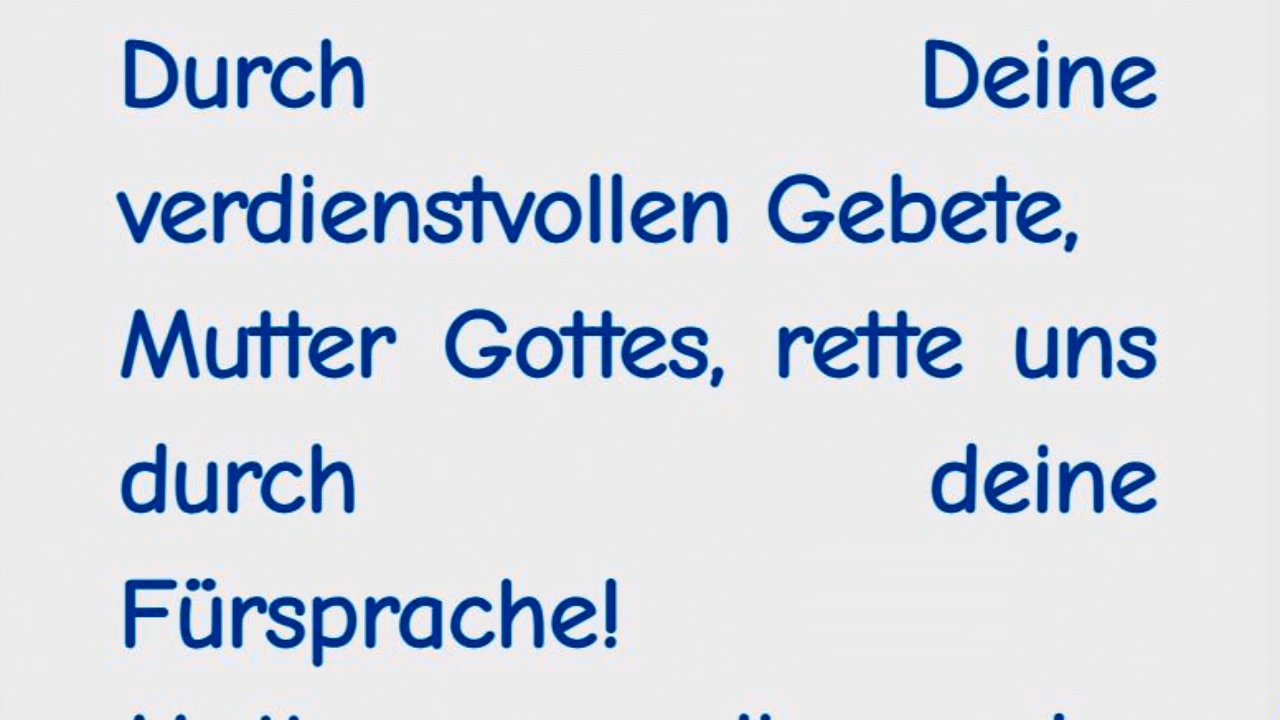 Durch Deine
verdienstvollen Gebete,
Mutter Gottes, rette uns
durch deine
Fürsprache!